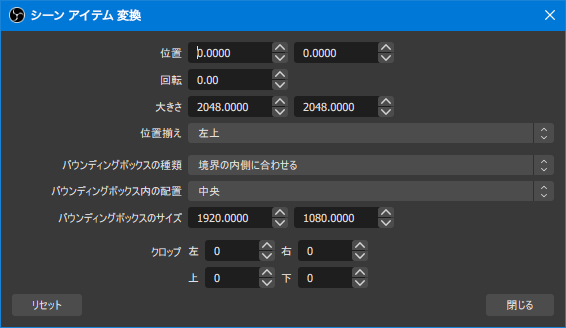 シーン アイテム 変換
位置 0.0000 0.0000
回転 0.00
大きさ 2048.0000 2048.0000
位置揃え 左上
バウンディングボックスの種類 境界の内側に合わせる
バウンディングボックス内の配置 中央
バウンディングボックスのサイズ 1920.0000 1080.0000
クロップ 左 0 右 0
上 0 下 0
リセット 閉じる